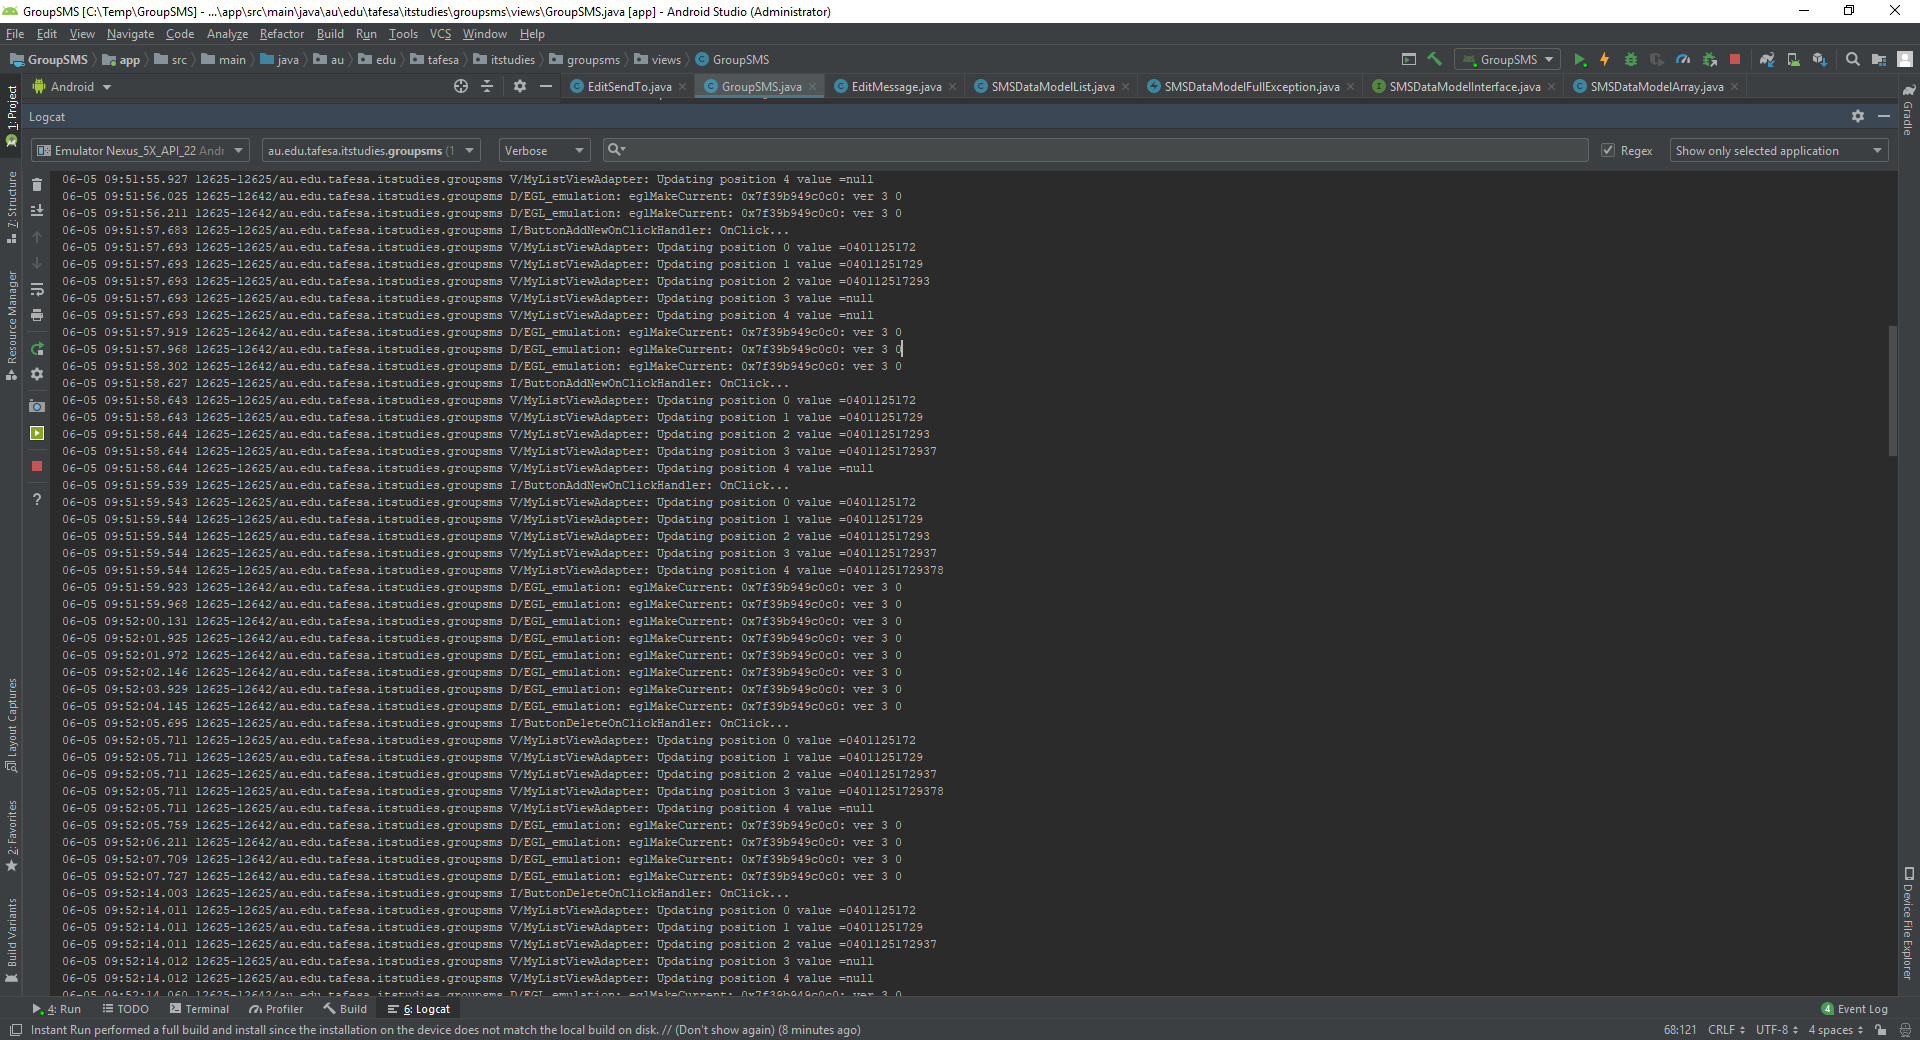 GroupSMS [C:\Temp\GroupSMS] - ...\app\src\main\java\au\edu\tafesa\itstudies\groupsms\views\GroupSMS.java [app] - Android Studio (Administrator)
File Edit View Navigate Code Analyze Refactor Build Run Tools VCS Window Help
GroupSMS app src main java au edu tafesa itstudies groupsms views GroupSMS GroupSMS
Android EditSendTo.java GroupSMS.java EditMessage.java SMSDataModelList.java SMSDataModelFullException.java SMSDataModelInterface.java SMSDataModelArray.java
Logcat
Emulator Nexus_5X_API_22 Andr au.edu.tafesa.itstudies.groupsms (1 Verbose Regex Show only selected application
06-05 09:51:55.927 12625-12625/au.edu.tafesa.itstudies.groupsms V/MyListViewAdapter: Updating position 4 value =null
06-05 09:51:56.025 12625-12642/au.edu.tafesa.itstudies.groupsms D/EGL_emulation: eglMakeCurrent: 0x7f39b949c0c0: ver 3 0
06-05 09:51:56.211 12625-12642/au.edu.tafesa.itstudies.groupsms D/EGL_emulation: eglMakeCurrent: 0x7f39b949c0c0: ver 3 0
06-05 09:51:57.683 12625-12625/au.edu.tafesa.itstudies.groupsms I/ButtonAddNewOnClickHandler: OnClick...
06-05 09:51:57.693 12625-12625/au.edu.tafesa.itstudies.groupsms V/MyListViewAdapter: Updating position 0 value =0401125172
06-05 09:51:57.693 12625-12625/au.edu.tafesa.itstudies.groupsms V/MyListViewAdapter: Updating position 1 value =04011251729
06-05 09:51:57.693 12625-12625/au.edu.tafesa.itstudies.groupsms V/MyListViewAdapter: Updating position 2 value =040112517293
06-05 09:51:57.693 12625-12625/au.edu.tafesa.itstudies.groupsms V/MyListViewAdapter: Updating position 3 value =null
06-05 09:51:57.693 12625-12625/au.edu.tafesa.itstudies.groupsms V/MyListViewAdapter: Updating position 4 value =null
06-05 09:51:57.919 12625-12642/au.edu.tafesa.itstudies.groupsms D/EGL_emulation: eglMakeCurrent: 0x7f39b949c0c0: ver 3 0
06-05 09:51:57.968 12625-12642/au.edu.tafesa.itstudies.groupsms D/EGL_emulation: eglMakeCurrent: 0x7f39b949c0c0: ver 3 0
06-05 09:51:58.302 12625-12642/au.edu.tafesa.itstudies.groupsms D/EGL_emulation: eglMakeCurrent: 0x7f39b949c0c0: ver 3 0
06-05 09:51:58.627 12625-12625/au.edu.tafesa.itstudies.groupsms I/ButtonAddNewOnClickHandler: OnClick...
06-05 09:51:58.643 12625-12625/au.edu.tafesa.itstudies.groupsms V/MyListViewAdapter: Updating position 0 value =0401125172
06-05 09:51:58.643 12625-12625/au.edu.tafesa.itstudies.groupsms V/MyListViewAdapter: Updating position 1 value =04011251729
06-05 09:51:58.644 12625-12625/au.edu.tafesa.itstudies.groupsms V/MyListViewAdapter: Updating position 2 value =040112517293
06-05 09:51:58.644 12625-12625/au.edu.tafesa.itstudies.groupsms V/MyListViewAdapter: Updating position 3 value =0401125172937
06-05 09:51:58.644 12625-12625/au.edu.tafesa.itstudies.groupsms V/MyListViewAdapter: Updating position 4 value =null
06-05 09:51:59.539 12625-12625/au.edu.tafesa.itstudies.groupsms I/ButtonAddNewOnClickHandler: OnClick...
06-05 09:51:59.543 12625-12625/au.edu.tafesa.itstudies.groupsms V/MyListViewAdapter: Updating position 0 value =0401125172
06-05 09:51:59.544 12625-12625/au.edu.tafesa.itstudies.groupsms V/MyListViewAdapter: Updating position 1 value =04011251729
06-05 09:51:59.544 12625-12625/au.edu.tafesa.itstudies.groupsms V/MyListViewAdapter: Updating position 2 value =040112517293
06-05 09:51:59.544 12625-12625/au.edu.tafesa.itstudies.groupsms V/MyListViewAdapter: Updating position 3 value =0401125172937
06-05 09:51:59.544 12625-12625/au.edu.tafesa.itstudies.groupsms V/MyListViewAdapter: Updating position 4 value =04011251729378
06-05 09:51:59.923 12625-12642/au.edu.tafesa.itstudies.groupsms D/EGL_emulation: eglMakeCurrent: 0x7f39b949c0c0: ver 3 0
06-05 09:51:59.968 12625-12642/au.edu.tafesa.itstudies.groupsms D/EGL_emulation: eglMakeCurrent: 0x7f39b949c0c0: ver 3 0
06-05 09:52:00.131 12625-12642/au.edu.tafesa.itstudies.groupsms D/EGL_emulation: eglMakeCurrent: 0x7f39b949c0c0: ver 3 0
06-05 09:52:01.925 12625-12642/au.edu.tafesa.itstudies.groupsms D/EGL_emulation: eglMakeCurrent: 0x7f39b949c0c0: ver 3 0
06-05 09:52:01.972 12625-12642/au.edu.tafesa.itstudies.groupsms D/EGL_emulation: eglMakeCurrent: 0x7f39b949c0c0: ver 3 0
06-05 09:52:02.146 12625-12642/au.edu.tafesa.itstudies.groupsms D/EGL_emulation: eglMakeCurrent: 0x7f39b949c0c0: ver 3 0
06-05 09:52:03.929 12625-12642/au.edu.tafesa.itstudies.groupsms D/EGL_emulation: eglMakeCurrent: 0x7f39b949c0c0: ver 3 0
06-05 09:52:04.145 12625-12642/au.edu.tafesa.itstudies.groupsms D/EGL_emulation: eglMakeCurrent: 0x7f39b949c0c0: ver 3 0
06-05 09:52:05.695 12625-12625/au.edu.tafesa.itstudies.groupsms I/ButtonDeleteOnClickHandler: OnClick...
06-05 09:52:05.711 12625-12625/au.edu.tafesa.itstudies.groupsms V/MyListViewAdapter: Updating position 0 value =0401125172
06-05 09:52:05.711 12625-12625/au.edu.tafesa.itstudies.groupsms V/MyListViewAdapter: Updating position 1 value =04011251729
06-05 09:52:05.711 12625-12625/au.edu.tafesa.itstudies.groupsms V/MyListViewAdapter: Updating position 2 value =0401125172937
06-05 09:52:05.711 12625-12625/au.edu.tafesa.itstudies.groupsms V/MyListViewAdapter: Updating position 3 value =04011251729378
06-05 09:52:05.711 12625-12625/au.edu.tafesa.itstudies.groupsms V/MyListViewAdapter: Updating position 4 value =null
06-05 09:52:05.759 12625-12642/au.edu.tafesa.itstudies.groupsms D/EGL_emulation: eglMakeCurrent: 0x7f39b949c0c0: ver 3 0
06-05 09:52:06.211 12625-12642/au.edu.tafesa.itstudies.groupsms D/EGL_emulation: eglMakeCurrent: 0x7f39b949c0c0: ver 3 0
06-05 09:52:07.709 12625-12642/au.edu.tafesa.itstudies.groupsms D/EGL_emulation: eglMakeCurrent: 0x7f39b949c0c0: ver 3 0
06-05 09:52:07.727 12625-12642/au.edu.tafesa.itstudies.groupsms D/EGL_emulation: eglMakeCurrent: 0x7f39b949c0c0: ver 3 0
06-05 09:52:14.003 12625-12625/au.edu.tafesa.itstudies.groupsms I/ButtonDeleteOnClickHandler: OnClick...
06-05 09:52:14.011 12625-12625/au.edu.tafesa.itstudies.groupsms V/MyListViewAdapter: Updating position 0 value =0401125172
06-05 09:52:14.011 12625-12625/au.edu.tafesa.itstudies.groupsms V/MyListViewAdapter: Updating position 1 value =04011251729
06-05 09:52:14.011 12625-12625/au.edu.tafesa.itstudies.groupsms V/MyListViewAdapter: Updating position 2 value =0401125172937
06-05 09:52:14.012 12625-12625/au.edu.tafesa.itstudies.groupsms V/MyListViewAdapter: Updating position 3 value =null
06-05 09:52:14.012 12625-12625/au.edu.tafesa.itstudies.groupsms V/MyListViewAdapter: Updating position 4 value =null
06-05 09:52:14.060 12625-12642/au.edu.tafesa.itstudies.groupsms D/EGL_emulation: eglMakeCurrent: 0x7f39b949c0c0: ver 3 0
1: Project
7: Structure
Resource Manager
Layout Captures
2: Favorites
Build Variants
Gradle
Device File Explorer
4: Run TODO Terminal Profiler Build 6: Logcat 4 Event Log
Instant Run performed a full build and install since the installation on the device does not match the local build on disk. // (Don't show again) (8 minutes ago) 68:121 CRLF UTF-8 4 spaces